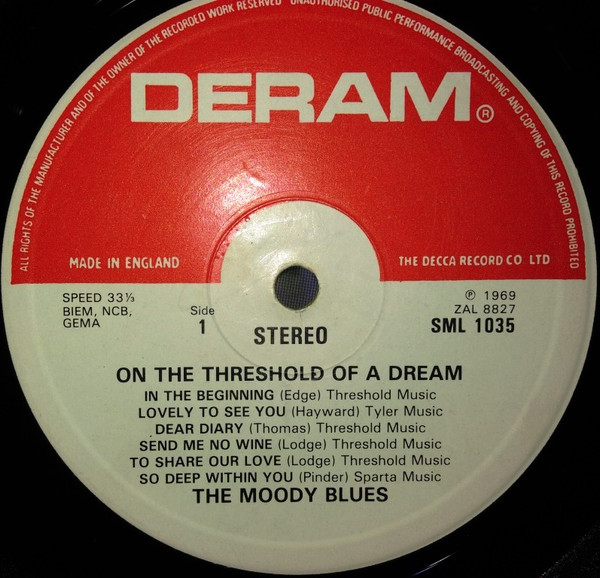 ALL RIGHTS OF THE MANUFACTURER AND OF THE OWNER OF THE RECORDED WORK RESERVED UNAUTHORISED PUBLIC PERFORMANCE BROADCASTING AND COPYING OF THIS RECORD PROHIBITED
DERAM®
MADE IN ENGLAND
THE DECCA RECORD CO LTD
SPEED 33⅓
BIEM, NCB,
GEMA
Side
1
STEREO
℗ 1969
ZAL 8827
SML 1035
ON THE THRESHOLD OF A DREAM
IN THE BEGINNING (Edge) Threshold Music
LOVELY TO SEE YOU (Hayward) Tyler Music
DEAR DIARY (Thomas) Threshold Music
SEND ME NO WINE (Lodge) Threshold Music
TO SHARE OUR LOVE (Lodge) Threshold Music
SO DEEP WITHIN YOU (Pinder) Sparta Music
THE MOODY BLUES